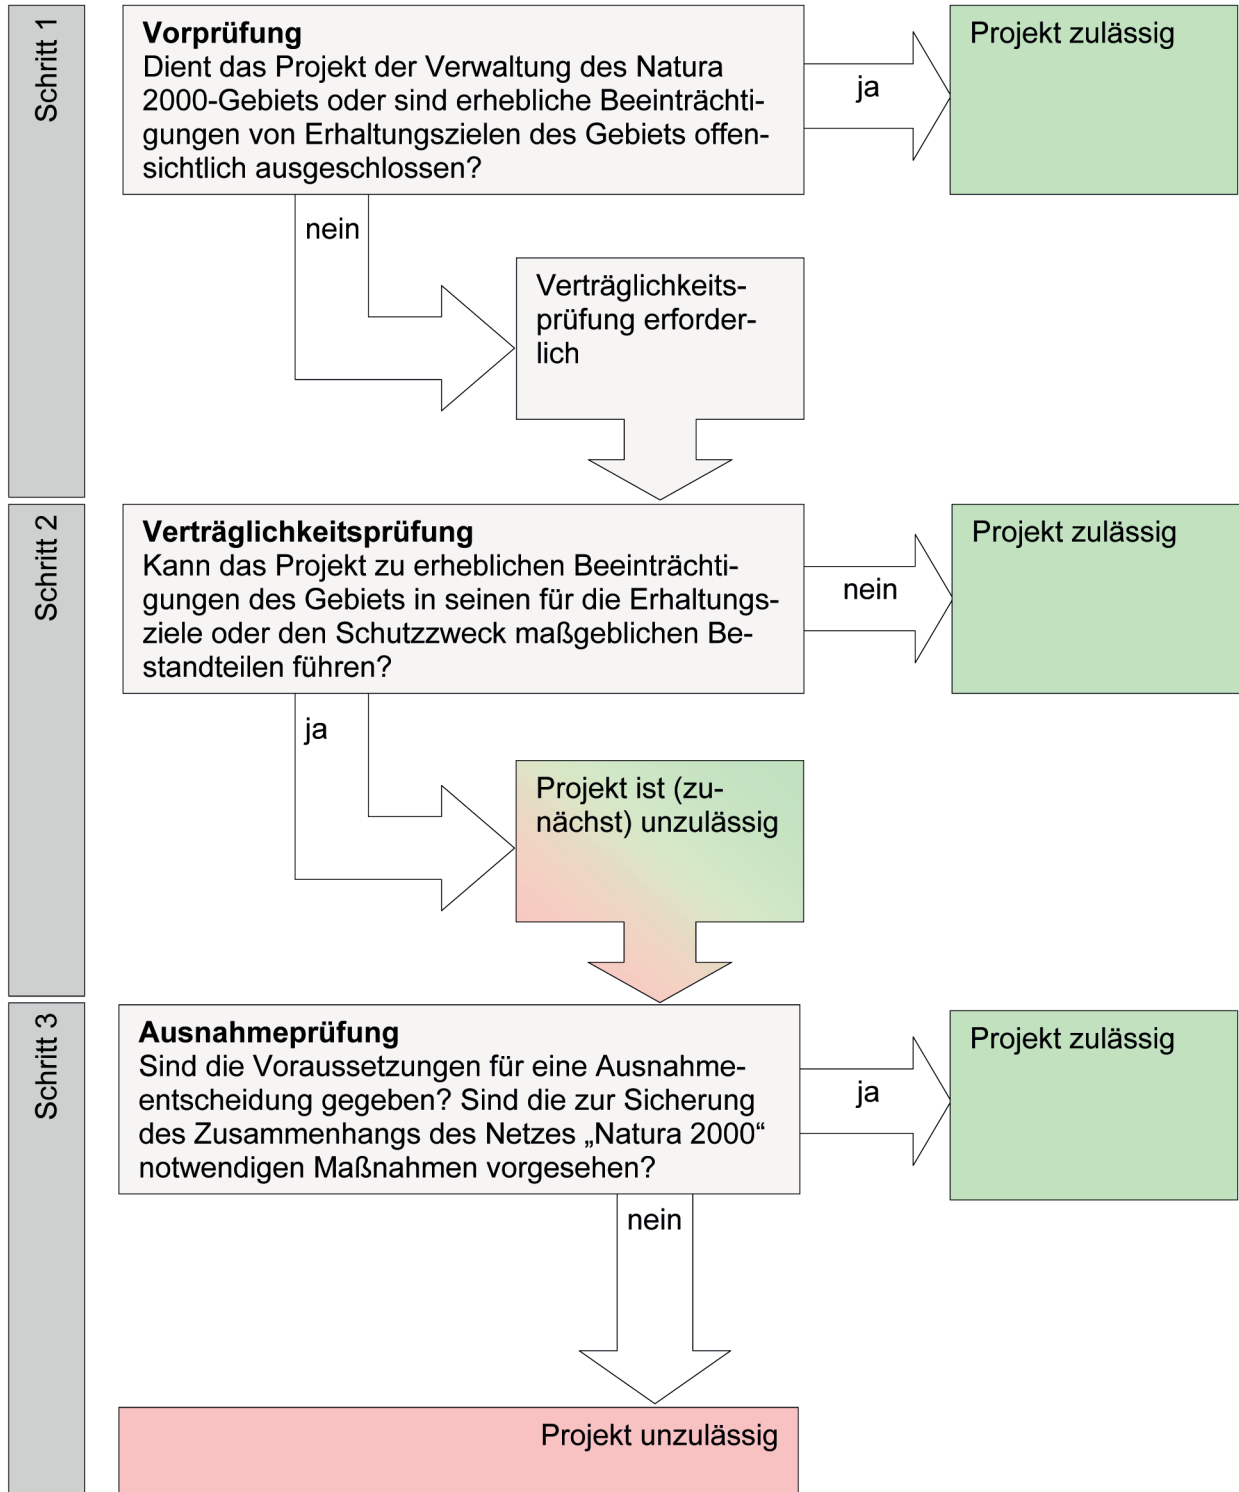 Schritt 1
Vorprüfung
Dient das Projekt der Verwaltung des Natura
2000-Gebiets oder sind erhebliche Beeinträchti-
gungen von Erhaltungszielen des Gebiets offen-
sichtlich ausgeschlossen?
ja
Projekt zulässig
nein
Verträglichkeits-
prüfung erforder-
lich
Schritt 2
Verträglichkeitsprüfung
Kann das Projekt zu erheblichen Beeinträchti-
gungen des Gebiets in seinen für die Erhaltungs-
ziele oder den Schutzzweck maßgeblichen Be-
standteilen führen?
nein
Projekt zulässig
ja
Projekt ist (zu-
nächst) unzulässig
Schritt 3
Ausnahmeprüfung
Sind die Voraussetzungen für eine Ausnahme-
entscheidung gegeben? Sind die zur Sicherung
des Zusammenhangs des Netzes „Natura 2000“
notwendigen Maßnahmen vorgesehen?
ja
Projekt zulässig
nein
Projekt unzulässig